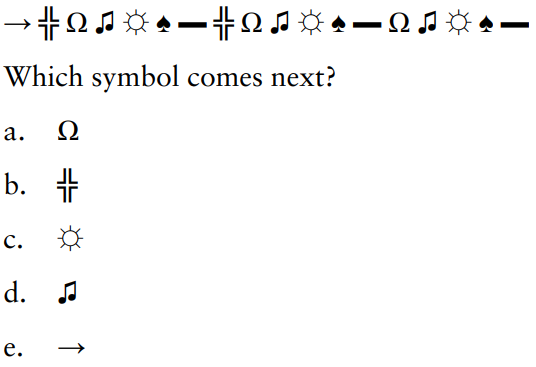 → ╬ Ω ♫ ☼ ♠ ▬ ╬ Ω ♫ ☼ ♠ ▬ Ω ♫ ☼ ♠ ▬
Which symbol comes next?
a. Ω
b. ╬
c. ☼
d. ♫
e. →